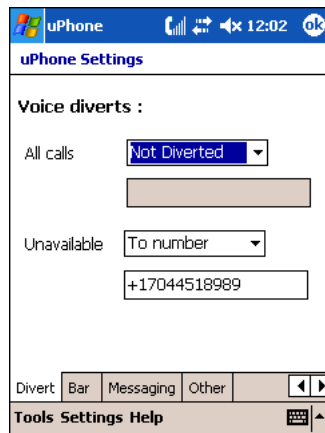 uPhone 12:02 ok
uPhone Settings
Voice diverts :
All calls Not Diverted
Unavailable To number
+17044518989
Divert Bar Messaging Other
Tools Settings Help